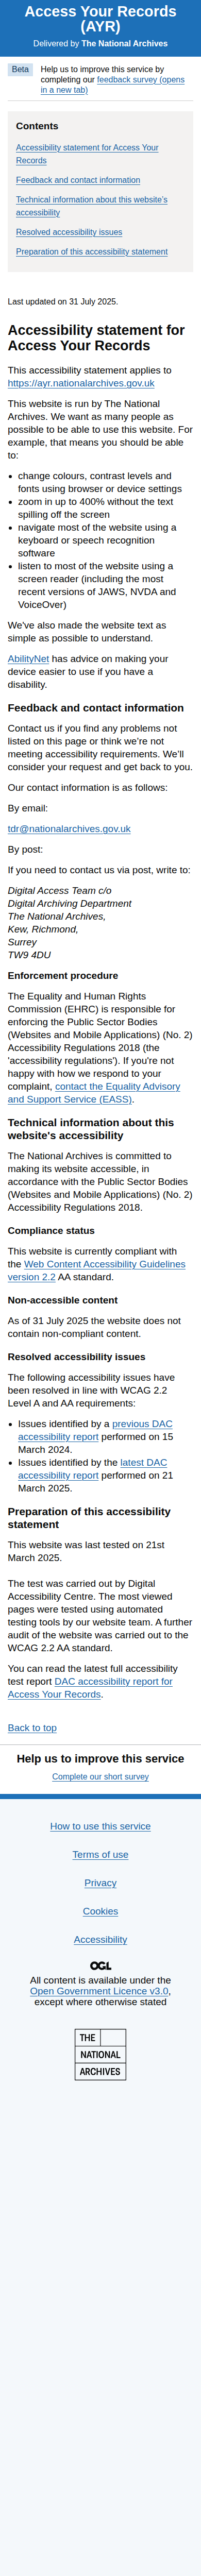 Access Your Records
(AYR)
Delivered by The National Archives
Beta
Help us to improve this service by
completing our feedback survey (opens
in a new tab)
Contents
Accessibility statement for Access Your
Records
Feedback and contact information
Technical information about this website's
accessibility
Resolved accessibility issues
Preparation of this accessibility statement
Last updated on 31 July 2025.
Accessibility statement for
Access Your Records
This accessibility statement applies to
https://ayr.nationalarchives.gov.uk
This website is run by The National
Archives. We want as many people as
possible to be able to use this website. For
example, that means you should be able
to:
• change colours, contrast levels and
fonts using browser or device settings
• zoom in up to 400% without the text
spilling off the screen
• navigate most of the website using a
keyboard or speech recognition
software
• listen to most of the website using a
screen reader (including the most
recent versions of JAWS, NVDA and
VoiceOver)
We've also made the website text as
simple as possible to understand.
AbilityNet has advice on making your
device easier to use if you have a
disability.
Feedback and contact information
Contact us if you find any problems not
listed on this page or think we're not
meeting accessibility requirements. We'll
consider your request and get back to you.
Our contact information is as follows:
By email:
tdr@nationalarchives.gov.uk
By post:
If you need to contact us via post, write to:
Digital Access Team c/o
Digital Archiving Department
The National Archives,
Kew, Richmond,
Surrey
TW9 4DU
Enforcement procedure
The Equality and Human Rights
Commission (EHRC) is responsible for
enforcing the Public Sector Bodies
(Websites and Mobile Applications) (No. 2)
Accessibility Regulations 2018 (the
'accessibility regulations'). If you're not
happy with how we respond to your
complaint, contact the Equality Advisory
and Support Service (EASS).
Technical information about this
website's accessibility
The National Archives is committed to
making its website accessible, in
accordance with the Public Sector Bodies
(Websites and Mobile Applications) (No. 2)
Accessibility Regulations 2018.
Compliance status
This website is currently compliant with
the Web Content Accessibility Guidelines
version 2.2 AA standard.
Non-accessible content
As of 31 July 2025 the website does not
contain non-compliant content.
Resolved accessibility issues
The following accessibility issues have
been resolved in line with WCAG 2.2
Level A and AA requirements:
• Issues identified by a previous DAC
accessibility report performed on 15
March 2024.
• Issues identified by the latest DAC
accessibility report performed on 21
March 2025.
Preparation of this accessibility
statement
This website was last tested on 21st
March 2025.
The test was carried out by Digital
Accessibility Centre. The most viewed
pages were tested using automated
testing tools by our website team. A further
audit of the website was carried out to the
WCAG 2.2 AA standard.
You can read the latest full accessibility
test report DAC accessibility report for
Access Your Records.
Back to top
Help us to improve this service
Complete our short survey
How to use this service
Terms of use
Privacy
Cookies
Accessibility
OGL
All content is available under the
Open Government Licence v3.0,
except where otherwise stated
THE
NATIONAL
ARCHIVES